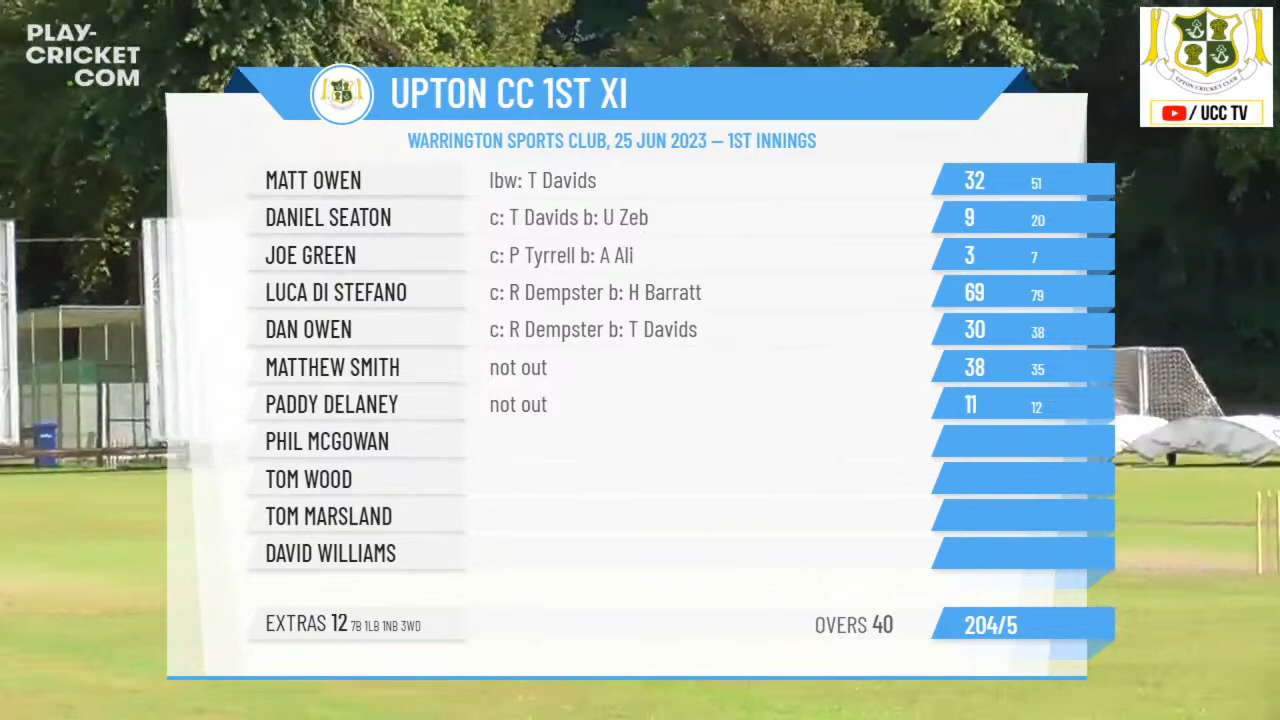 PLAY-
CRICKET
.COM
UPTON CRICKET CLUB
/ UCC TV
UPTON CC 1ST XI
WARRINGTON SPORTS CLUB, 25 JUN 2023 – 1ST INNINGS
MATT OWEN lbw: T Davids 32 51
DANIEL SEATON c: T Davids b: U Zeb 9 20
JOE GREEN c: P Tyrrell b: A Ali 3 7
LUCA DI STEFANO c: R Dempster b: H Barratt 69 79
DAN OWEN c: R Dempster b: T Davids 30 38
MATTHEW SMITH not out 38 35
PADDY DELANEY not out 11 12
PHIL MCGOWAN
TOM WOOD
TOM MARSLAND
DAVID WILLIAMS
EXTRAS 12 7B 1LB 1NB 3WD OVERS 40 204/5